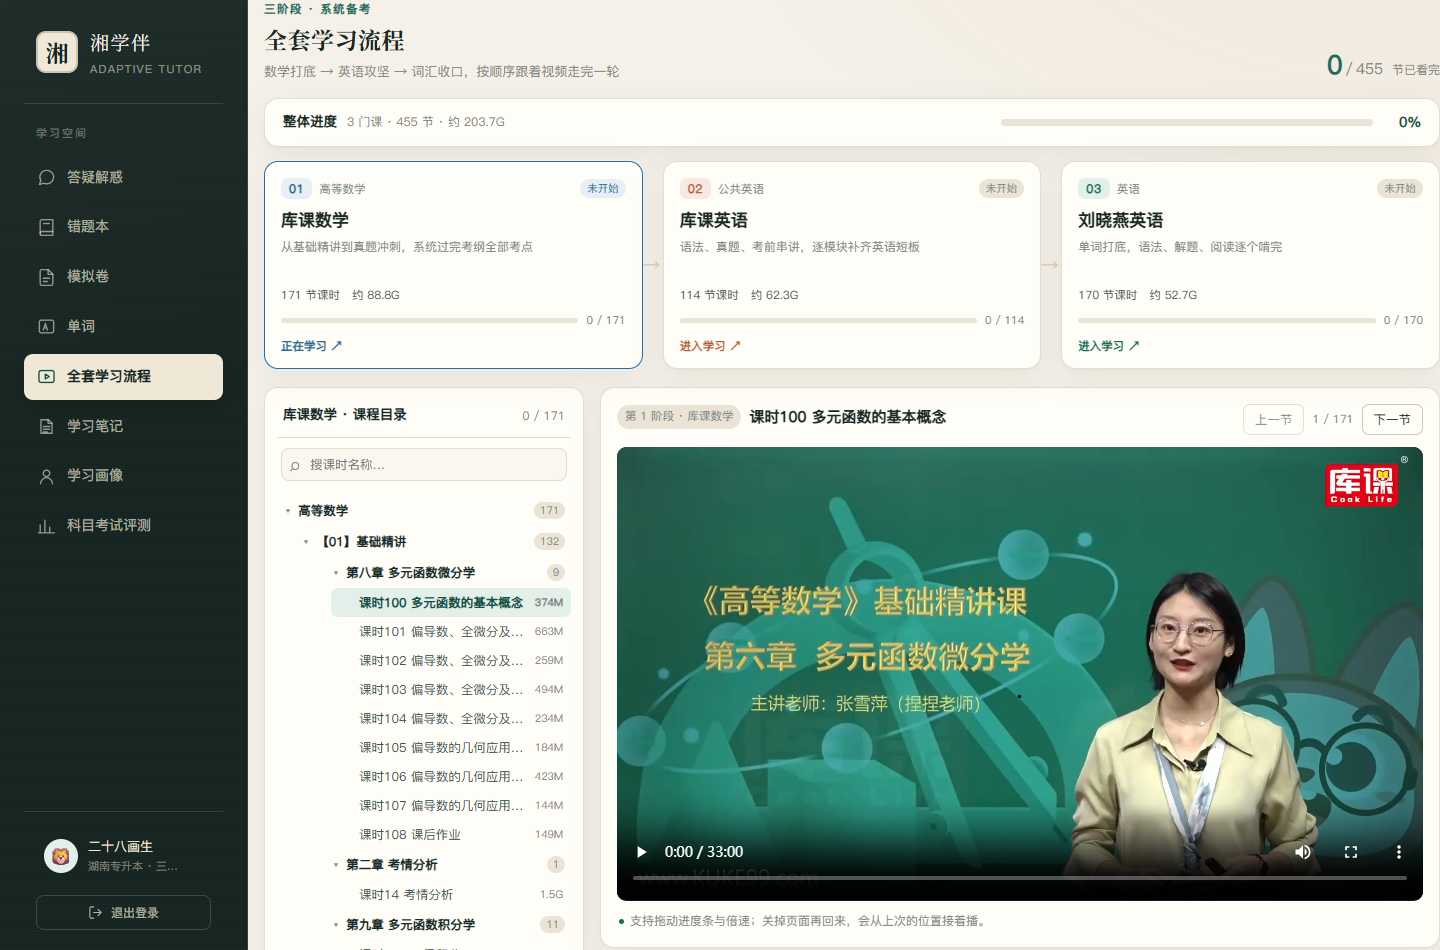 湘
湘学伴
ADAPTIVE TUTOR
学习空间
答疑解惑
错题本
模拟卷
单词
全套学习流程
学习笔记
学习画像
科目考试评测
二十八画生
湖南专升本 · 三...
退出登录
三阶段 · 系统备考
全套学习流程
数学打底 → 英语攻坚 → 词汇收口，按顺序跟着视频走完一轮
0 / 455 节已看完
整体进度 3 门课 · 455 节 · 约 203.7G
0%
01 高等数学 未开始
库课数学
从基础精讲到真题冲刺，系统过完考纲全部考点
171 节课时 约 88.8G
0 / 171
正在学习 ↗
→
02 公共英语 未开始
库课英语
语法、真题、考前串讲，逐模块补齐英语短板
114 节课时 约 62.3G
0 / 114
进入学习 ↗
→
03 英语 未开始
刘晓燕英语
单词打底，语法、解题、阅读逐个啃完
170 节课时 约 52.7G
0 / 170
进入学习 ↗
库课数学 · 课程目录 0 / 171
搜课时名称...
高等数学 171
【01】基础精讲 132
第八章 多元函数微分学 9
课时100 多元函数的基本概念 374M
课时101 偏导数、全微分及... 663M
课时102 偏导数、全微分及... 259M
课时103 偏导数、全微分及... 494M
课时104 偏导数、全微分及... 234M
课时105 偏导数的几何应用... 184M
课时106 偏导数的几何应用... 423M
课时107 偏导数的几何应用... 144M
课时108 课后作业 149M
第二章 考情分析 1
课时14 考情分析 1.5G
第九章 多元函数积分学 11
第 1 阶段 · 库课数学 课时100 多元函数的基本概念
上一节 1 / 171 下一节
库课 ®
Cook Life
《高等数学》基础精讲课
第六章 多元函数微分学
主讲老师：张雪萍（捏捏老师）
0:00 / 33:00
www.KUKE99.com
支持拖动进度条与倍速；关掉页面再回来，会从上次的位置接着播。